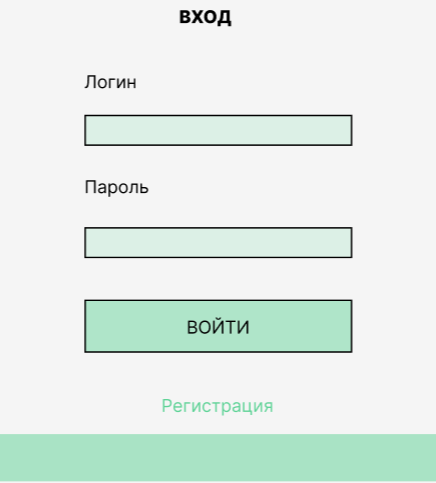 ВХОД
Логин
Пароль
ВОЙТИ
Регистрация